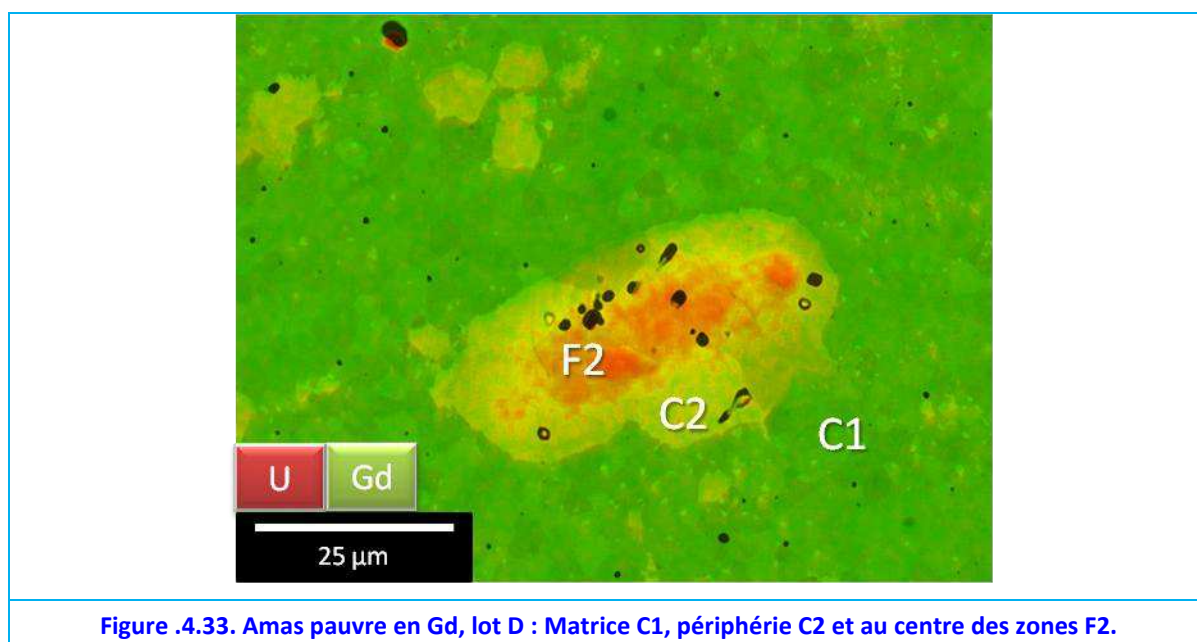 F2
C2
C1
U Gd
25 µm
Figure .4.33. Amas pauvre en Gd, lot D : Matrice C1, périphérie C2 et au centre des zones F2.